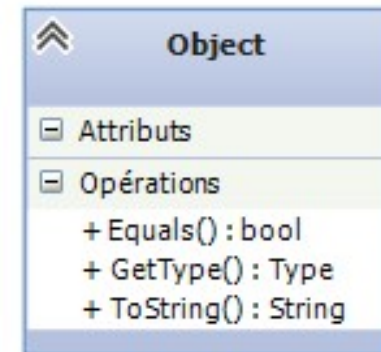 Object
Attributs
Opérations
+ Equals() : bool
+ GetType() : Type
+ ToString() : String